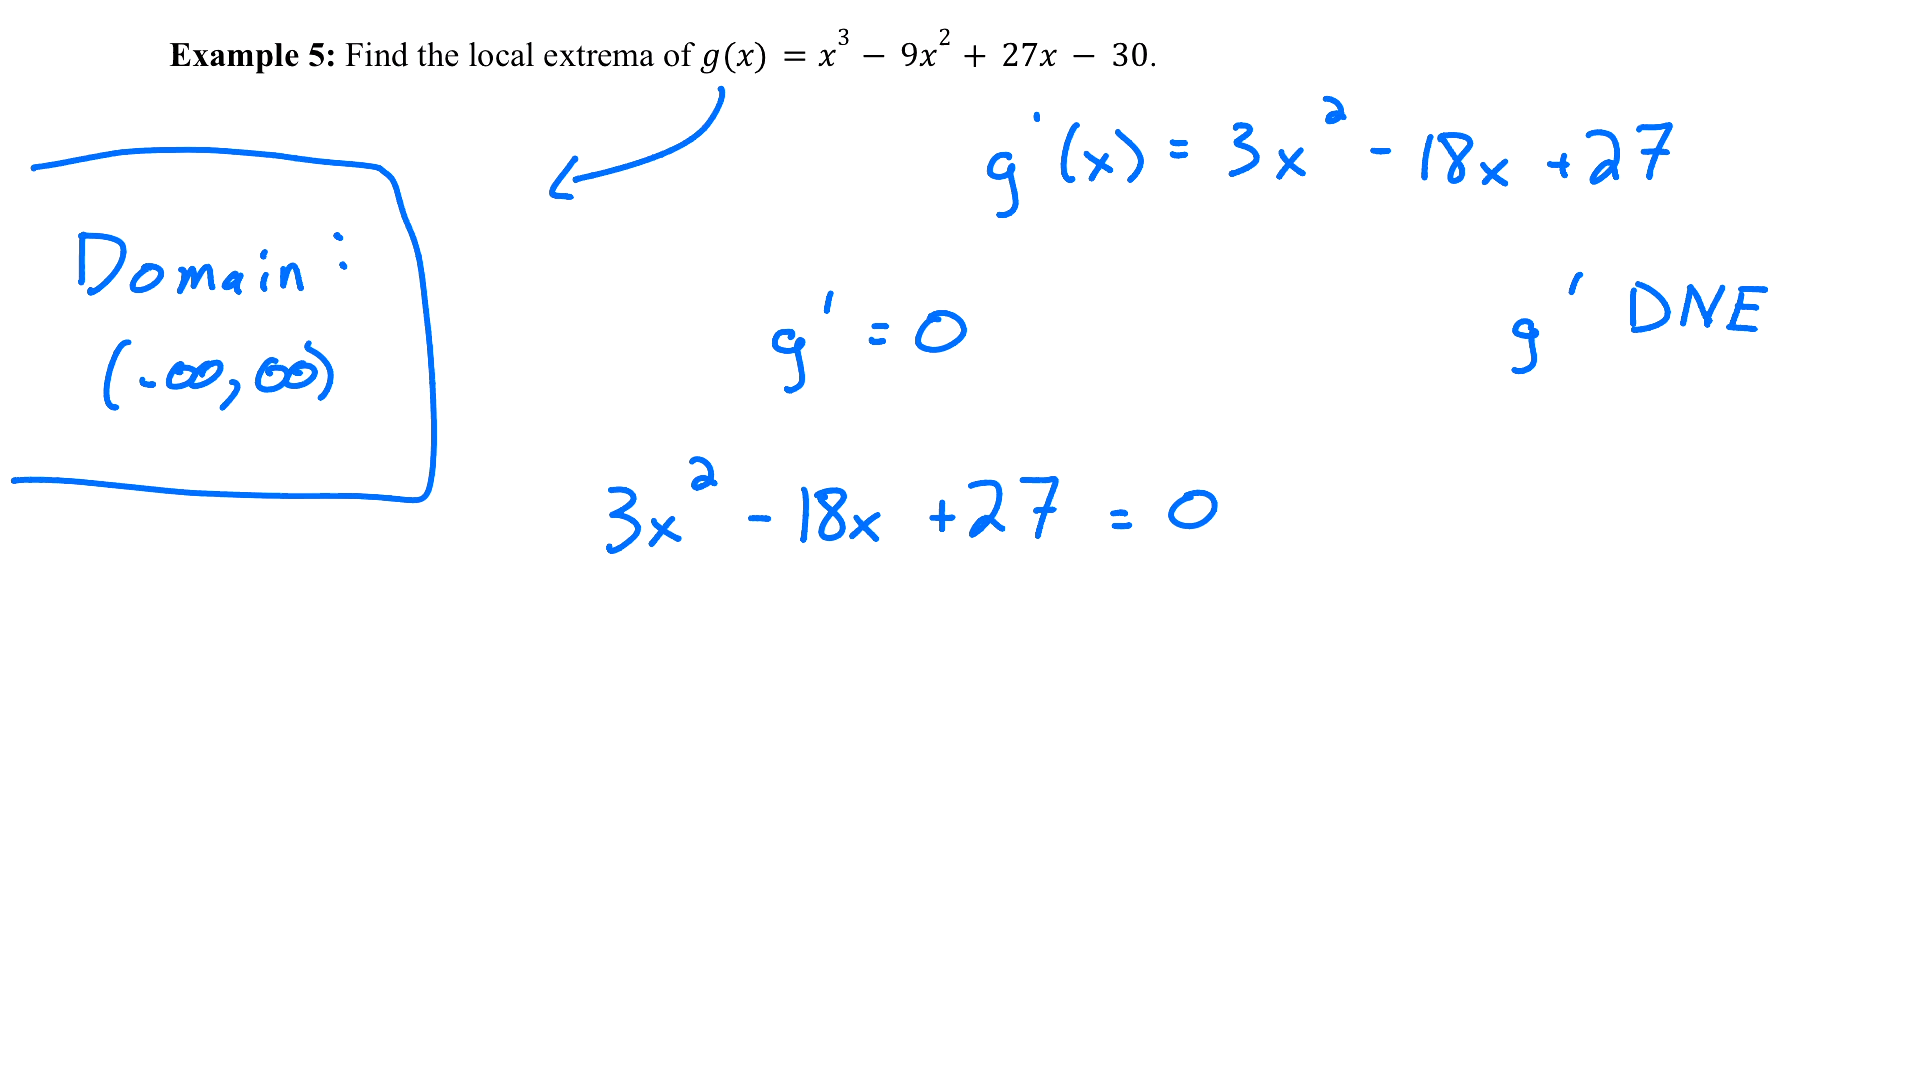 Example 5: Find the local extrema of g(x) = x³ − 9x² + 27x − 30.
g'(x) = 3x² - 18x + 27
Domain:
(-∞, ∞)
g' = 0
g' DNE
3x² - 18x + 27 = 0